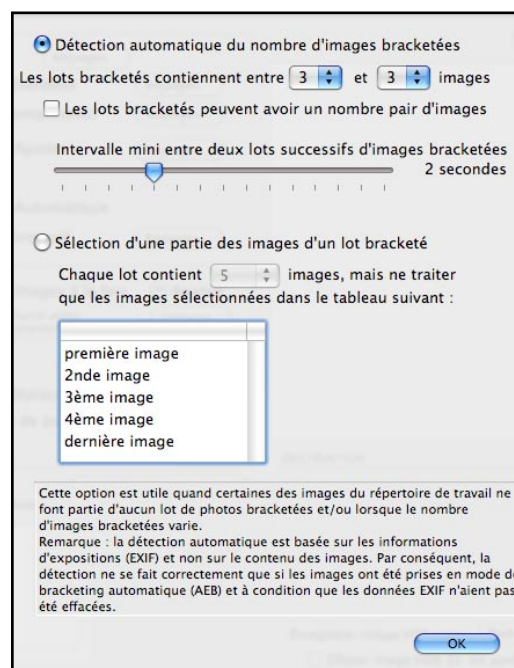 Détection automatique du nombre d'images bracketées
Les lots bracketés contiennent entre 3 et 3 images
Les lots bracketés peuvent avoir un nombre pair d'images
Intervalle mini entre deux lots successifs d'images bracketées
2 secondes
Sélection d'une partie des images d'un lot bracketé
Chaque lot contient 5 images, mais ne traiter
que les images sélectionnées dans le tableau suivant :
première image
2nde image
3ème image
4ème image
dernière image
Cette option est utile quand certaines des images du répertoire de travail ne
font partie d'aucun lot de photos bracketées et/ou lorsque le nombre
d'images bracketées varie.
Remarque : la détection automatique est basée sur les informations
d'expositions (EXIF) et non sur le contenu des images. Par conséquent, la
détection ne se fait correctement que si les images ont été prises en mode d
bracketing automatique (AEB) et à condition que les données EXIF n'aient pas
été effacées.
OK